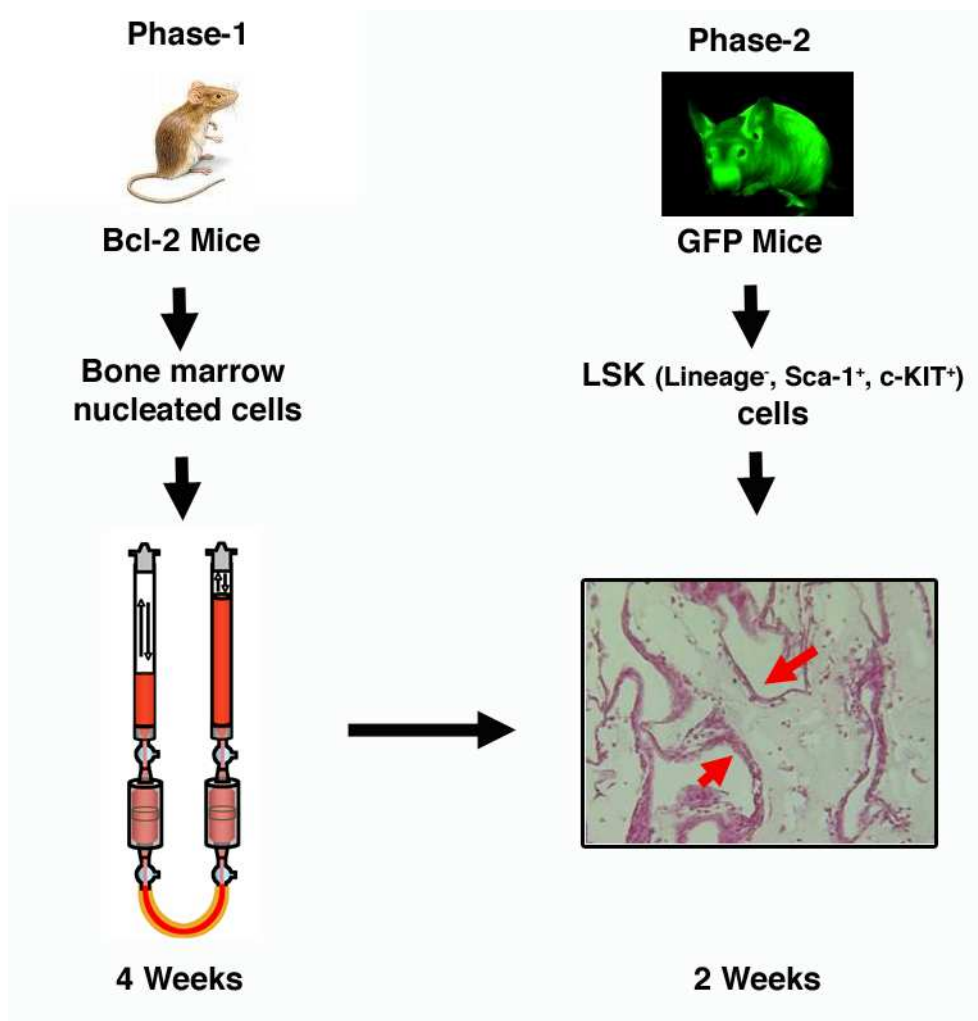 Phase-1
Bcl-2 Mice
Bone marrow
nucleated cells
4 Weeks
Phase-2
GFP Mice
LSK (Lineage⁻, Sca-1⁺, c-KIT⁺)
cells
2 Weeks